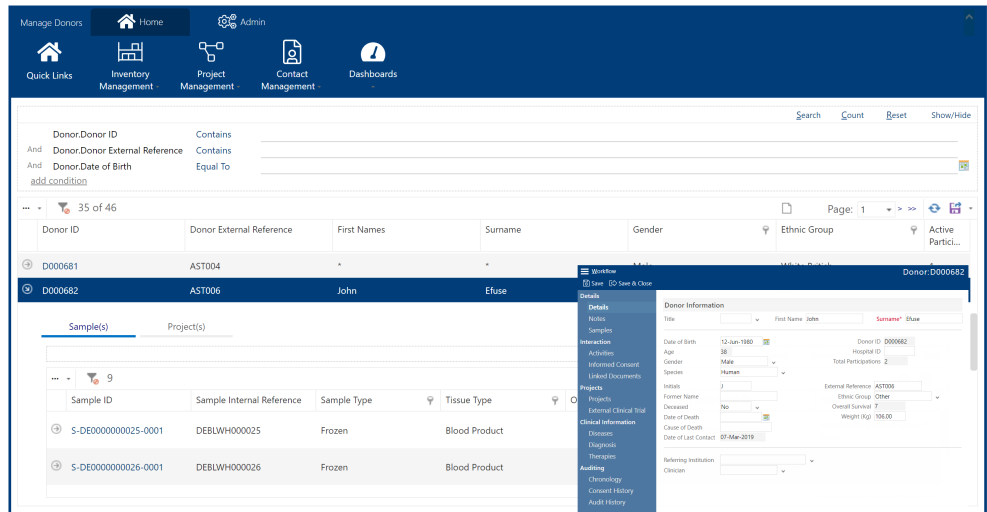 Manage Donors Home Admin
Quick Links Inventory Management Project Management Contact Management Dashboards
Search Count Reset Show/Hide
Donor.Donor ID Contains
And Donor.Donor External Reference Contains
And Donor.Date of Birth Equal To
add condition
35 of 46 Page: 1 > >>
Donor ID Donor External Reference First Names Surname Gender Ethnic Group Active Partici...
D000681 AST004 * * Male White British
D000682 AST006 John Efuse
Sample(s) Project(s)
9
Sample ID Sample Internal Reference Sample Type Tissue Type O
S-DE0000000025-0001 DEBLWH000025 Frozen Blood Product
S-DE0000000026-0001 DEBLWH000026 Frozen Blood Product
Workflow Donor:D000682
Save Save & Close
Details
Details
Notes
Samples
Interaction
Activities
Informed Consent
Linked Documents
Projects
Projects
External Clinical Trial
Clinical Information
Diseases
Diagnosis
Therapies
Auditing
Chronology
Consent History
Audit History
Donor Information
Title First Name John Surname* Efuse
Date of Birth 12-Jun-1980 Donor ID D000682
Age 38 Hospital ID
Gender Male Total Participations 2
Species Human
Initials J External Reference AST006
Former Name Ethnic Group Other
Deceased No Overall Survival 7
Date of Death Weight (Kg) 106.00
Cause of Death
Date of Last Contact 07-Mar-2019
Referring Institution
Clinician